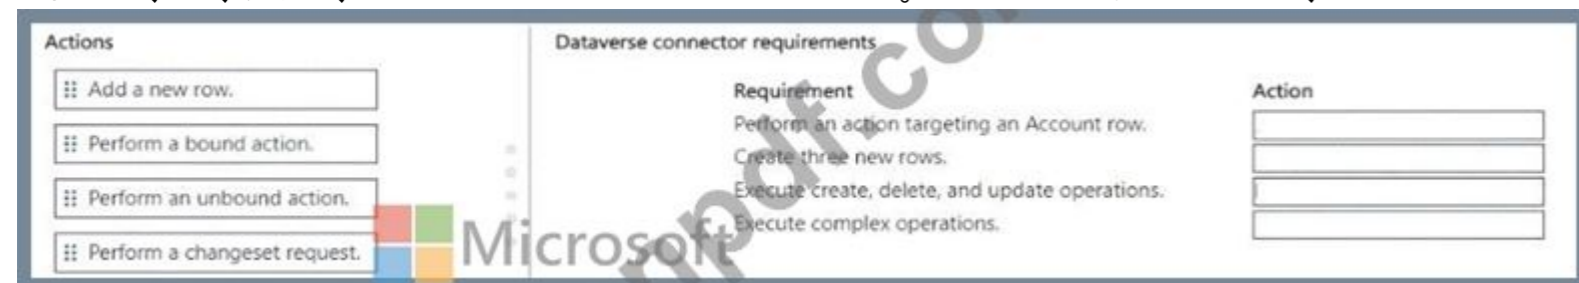 Actions
Add a new row.
Perform a bound action.
Perform an unbound action.
Perform a changeset request.
Dataverse connector requirements
Requirement Action
Perform an action targeting an Account row.
Create three new rows.
Execute create, delete, and update operations.
Execute complex operations.
Microsoft
npdf.co